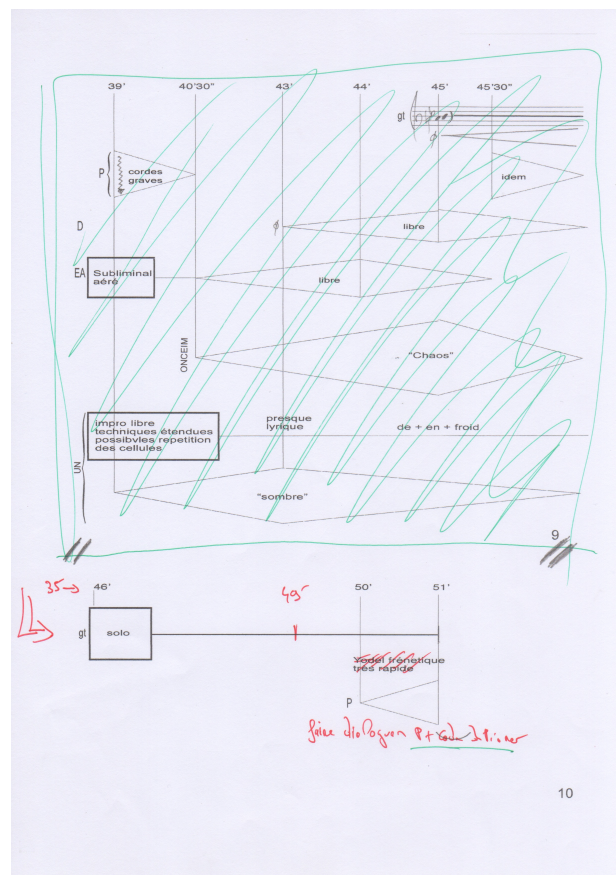 39' 40'30" 43' 44' 45' 45'30"
gt
P cordes
graves
idem
D
ø libre
EA Subliminal
aéré
libre
ONCEIM
"Chaos"
UN
impro libre
techniques étendues
possibvles repetition
des cellules
presque
lyrique
de + en + froid
"sombre"
9
35 → 46' 49' 50' 51'
gt solo
Yodel frénétique
très rapide
P
faire dialoguer P +
10